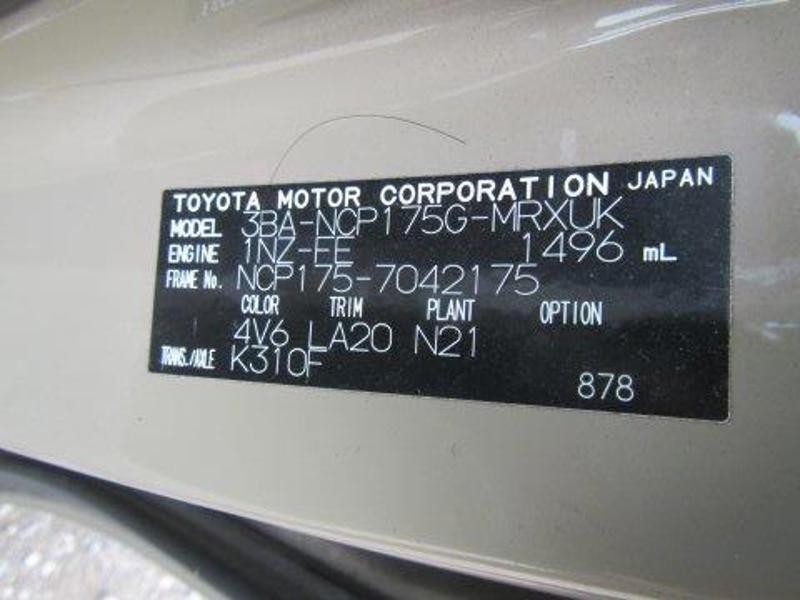 TOYOTA MOTOR CORPORATION JAPAN
MODEL 3BA-NCP175G-MRXUK
ENGINE 1NZ-FE 1496 mL
FRAME No. NCP175-7042175
COLOR TRIM PLANT OPTION
4V6 LA20 N21
TRANS./AXLE K310F
878